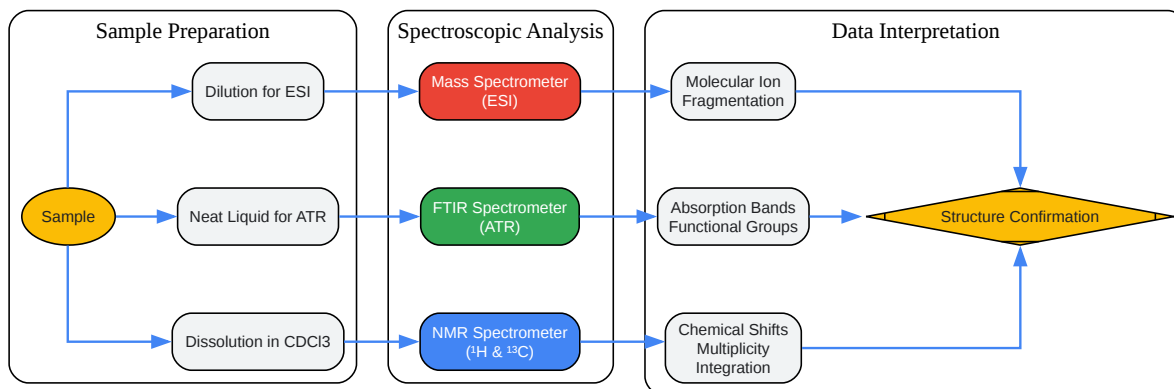 Sample Preparation
Spectroscopic Analysis
Data Interpretation
Dilution for ESI
Mass Spectrometer
(ESI)
Molecular Ion
Fragmentation
Sample
Neat Liquid for ATR
FTIR Spectrometer
(ATR)
Absorption Bands
Functional Groups
Structure Confirmation
Dissolution in CDCl3
NMR Spectrometer
(¹H & ¹³C)
Chemical Shifts
Multiplicity
Integration